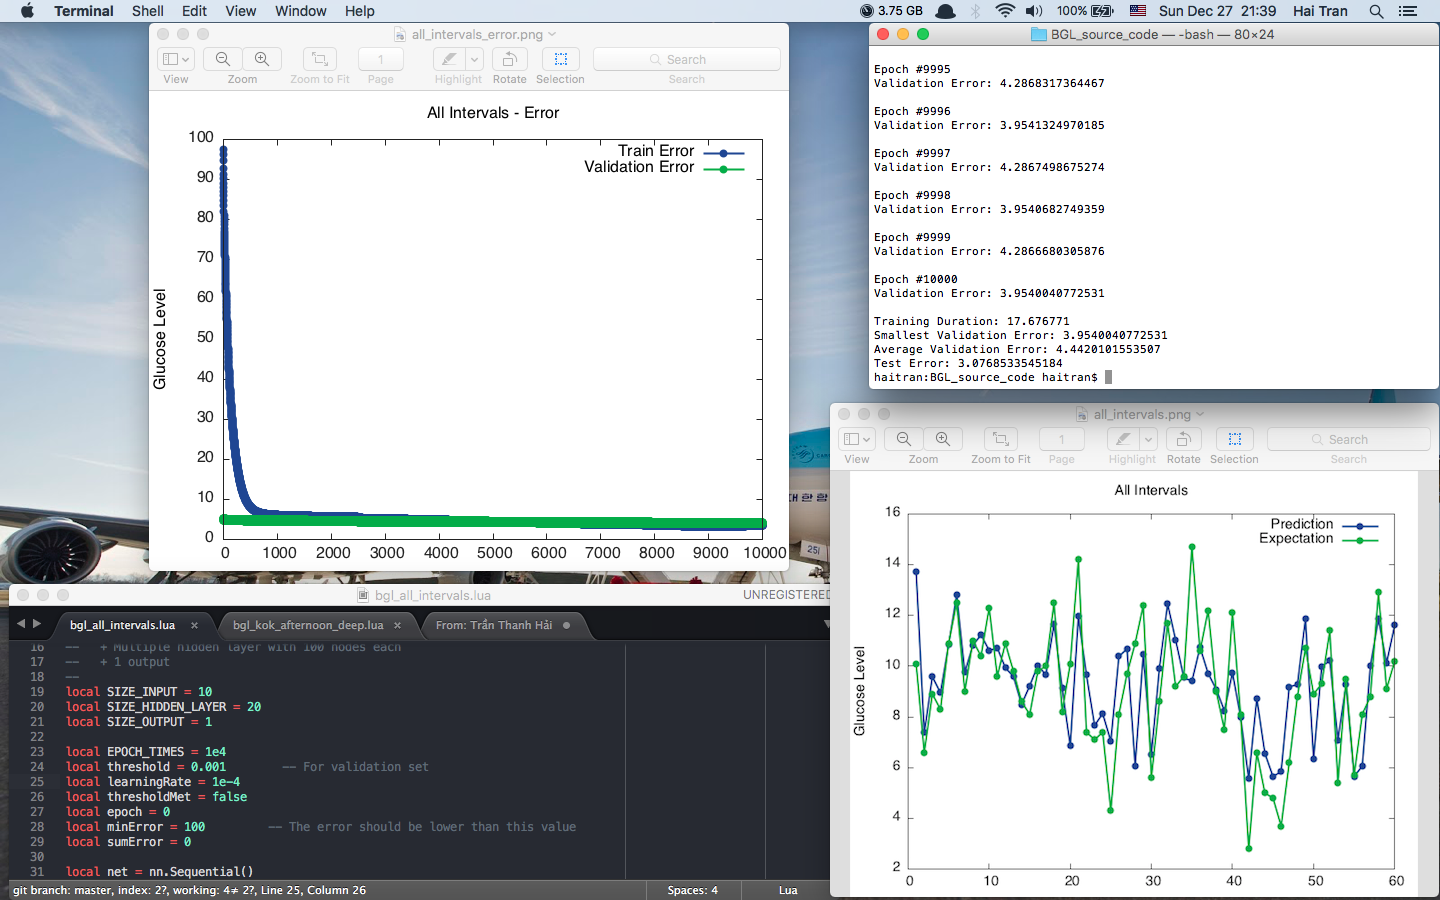 Terminal Shell Edit View Window Help
3.75 GB 100% Sun Dec 27 21:39 Hai Tran
all_intervals_error.png
1 Search
View Zoom Zoom to Fit Page Highlight Rotate Selection Search
All Intervals - Error
Train Error
Validation Error
Glucose Level
100
90
80
70
60
50
40
30
20
10
0
0 1000 2000 3000 4000 5000 6000 7000 8000 9000 10000
BGL_source_code — -bash — 80×24
Epoch #9995
Validation Error: 4.2868317364467
Epoch #9996
Validation Error: 3.9541324970185
Epoch #9997
Validation Error: 4.2867498675274
Epoch #9998
Validation Error: 3.9540682749359
Epoch #9999
Validation Error: 4.2866680305876
Epoch #10000
Validation Error: 3.9540040772531
Training Duration: 17.676771
Smallest Validation Error: 3.9540040772531
Average Validation Error: 4.4420101553507
Test Error: 3.0768533545184
haitran:BGL_source_code haitran$
all_intervals.png
1 Search
View Zoom Zoom to Fit Page Highlight Rotate Selection Search
All Intervals
Prediction
Expectation
Glucose Level
16
14
12
10
8
6
4
2
0 10 20 30 40 50 60
bgl_all_intervals.lua UNREGISTERED
bgl_all_intervals.lua × bgl_kok_afternoon_deep.lua × From: Trần Thanh Hải
16 -- + Multiple hidden layer with 100 nodes each
17 -- + 1 output
18 --
19 local SIZE_INPUT = 10
20 local SIZE_HIDDEN_LAYER = 20
21 local SIZE_OUTPUT = 1
22
23 local EPOCH_TIMES = 1e4
24 local threshold = 0.001 -- For validation set
25 local learningRate = 1e-4
26 local thresholdMet = false
27 local epoch = 0
28 local minError = 100 -- The error should be lower than this value
29 local sumError = 0
30
31 local net = nn.Sequential()
git branch: master, index: 2?, working: 4≠ 2?, Line 25, Column 26 Spaces: 4 Lua
대한항
25I